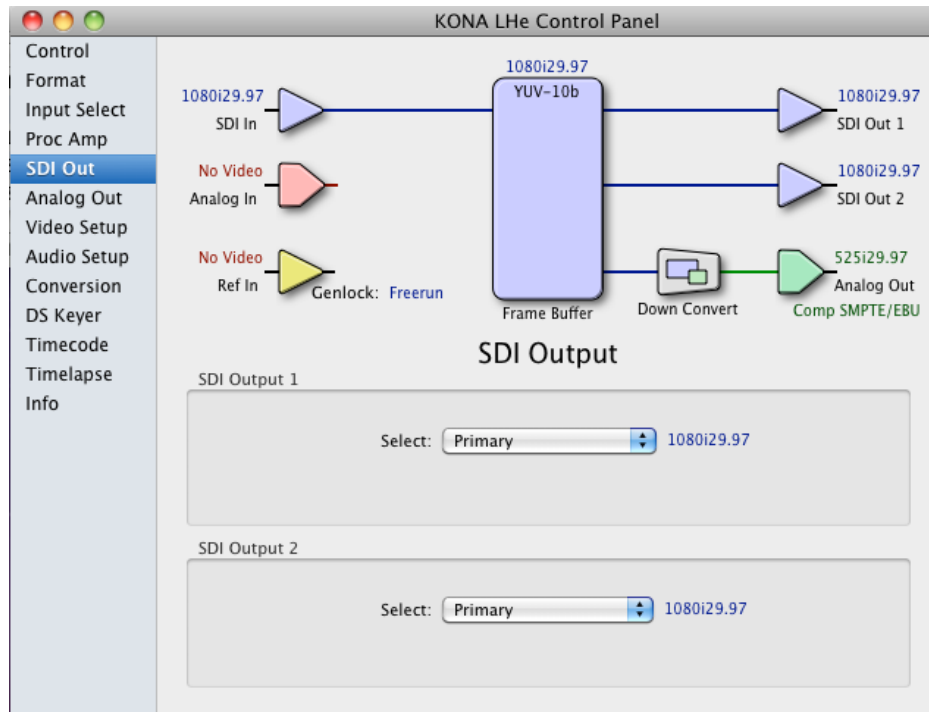 KONA LHe Control Panel
Control
Format
Input Select
Proc Amp
SDI Out
Analog Out
Video Setup
Audio Setup
Conversion
DS Keyer
Timecode
Timelapse
Info
1080i29.97
SDI In
No Video
Analog In
No Video
Ref In
Genlock: Freerun
1080i29.97
YUV-10b
Frame Buffer
Down Convert
1080i29.97
SDI Out 1
1080i29.97
SDI Out 2
525i29.97
Analog Out
Comp SMPTE/EBU
SDI Output
SDI Output 1
Select: Primary 1080i29.97
SDI Output 2
Select: Primary 1080i29.97